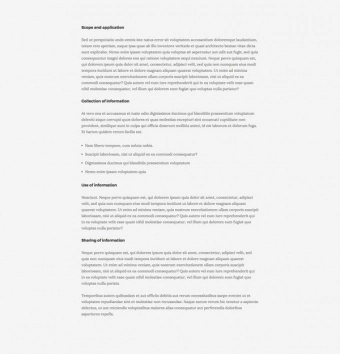 Scope and application
Sed ut perspiciatis unde omnis iste natus error sit voluptatem accusantium doloremque laudantium,
totam rem aperiam, eaque ipsa quae ab illo inventore veritatis et quasi architecto beatae vitae dicta
sunt explicabo. Nemo enim ipsam voluptatem quia voluptas sit aspernatur aut odit aut fugit, sed quia
consequuntur magni dolores eos qui ratione voluptatem sequi nesciunt. Neque porro quisquam est,
qui dolorem ipsum quia dolor sit amet, consectetur, adipisci velit, sed quia non numquam eius modi
tempora incidunt ut labore et dolore magnam aliquam quaerat voluptatem. Ut enim ad minima
veniam, quis nostrum exercitationem ullam corporis suscipit laboriosam, nisi ut aliquid ex ea
commodi consequatur? Quis autem vel eum iure reprehenderit qui in ea voluptate velit esse quam
nihil molestiae consequatur, vel illum qui dolorem eum fugiat quo voluptas nulla pariatur?
Collection of Information
At vero eos et accusamus et iusto odio dignissimos ducimus qui blanditiis praesentium voluptatum
deleniti atque corrupti quos dolores et quas molestias excepturi sint occaecati cupiditate non
provident, similique sunt in culpa qui officia deserunt mollitia animi, id est laborum et dolorum fuga.
Et harum quidem rerum facilis est.
• Nam libero tempore, cum soluta nobis.
• Suscipit laboriosam, nisi ut aliquid ex ea commodi consequatur?
• Dignissimos ducimus qui blanditiis praesentium voluptatum.
• Nemo enim ipsam voluptatem quia
Use of Information
Nesciunt. Neque porro quisquam est, qui dolorem ipsum quia dolor sit amet, consectetur, adipisci
velit, sed quia non numquam eius modi tempora incidunt ut labore et dolore magnam aliquam
quaerat voluptatem. Ut enim ad minima veniam, quis nostrum exercitationem ullam corporis suscipit
laboriosam, nisi ut aliquid ex ea commodi consequatur? Quis autem vel eum iure reprehenderit qui
in ea voluptate velit esse quam nihil molestiae consequatur, vel illum qui dolorem eum fugiat quo
voluptas nulla pariatur?
Sharing of Information
Neque porro quisquam est, qui dolorem ipsum quia dolor sit amet, consectetur, adipisci velit, sed
quia non numquam eius modi tempora incidunt ut labore et dolore magnam aliquam quaerat
voluptatem. Ut enim ad minima veniam, quis nostrum exercitationem ullam corporis suscipit
laboriosam, nisi ut aliquid ex ea commodi consequatur? Quis autem vel eum iure reprehenderit qui
in ea voluptate velit esse quam nihil molestiae consequatur, vel illum qui dolorem eum fugiat quo
voluptas nulla pariatur.
Temporibus autem quibusdam et aut officiis debitis aut rerum necessitatibus saepe eveniet ut et
voluptates repudiandae sint et molestiae non recusandae. Itaque earum rerum hic tenetur a sapiente
delectus, ut aut reiciendis voluptatibus maiores alias consequatur aut perferendis doloribus
asperiores repellat.